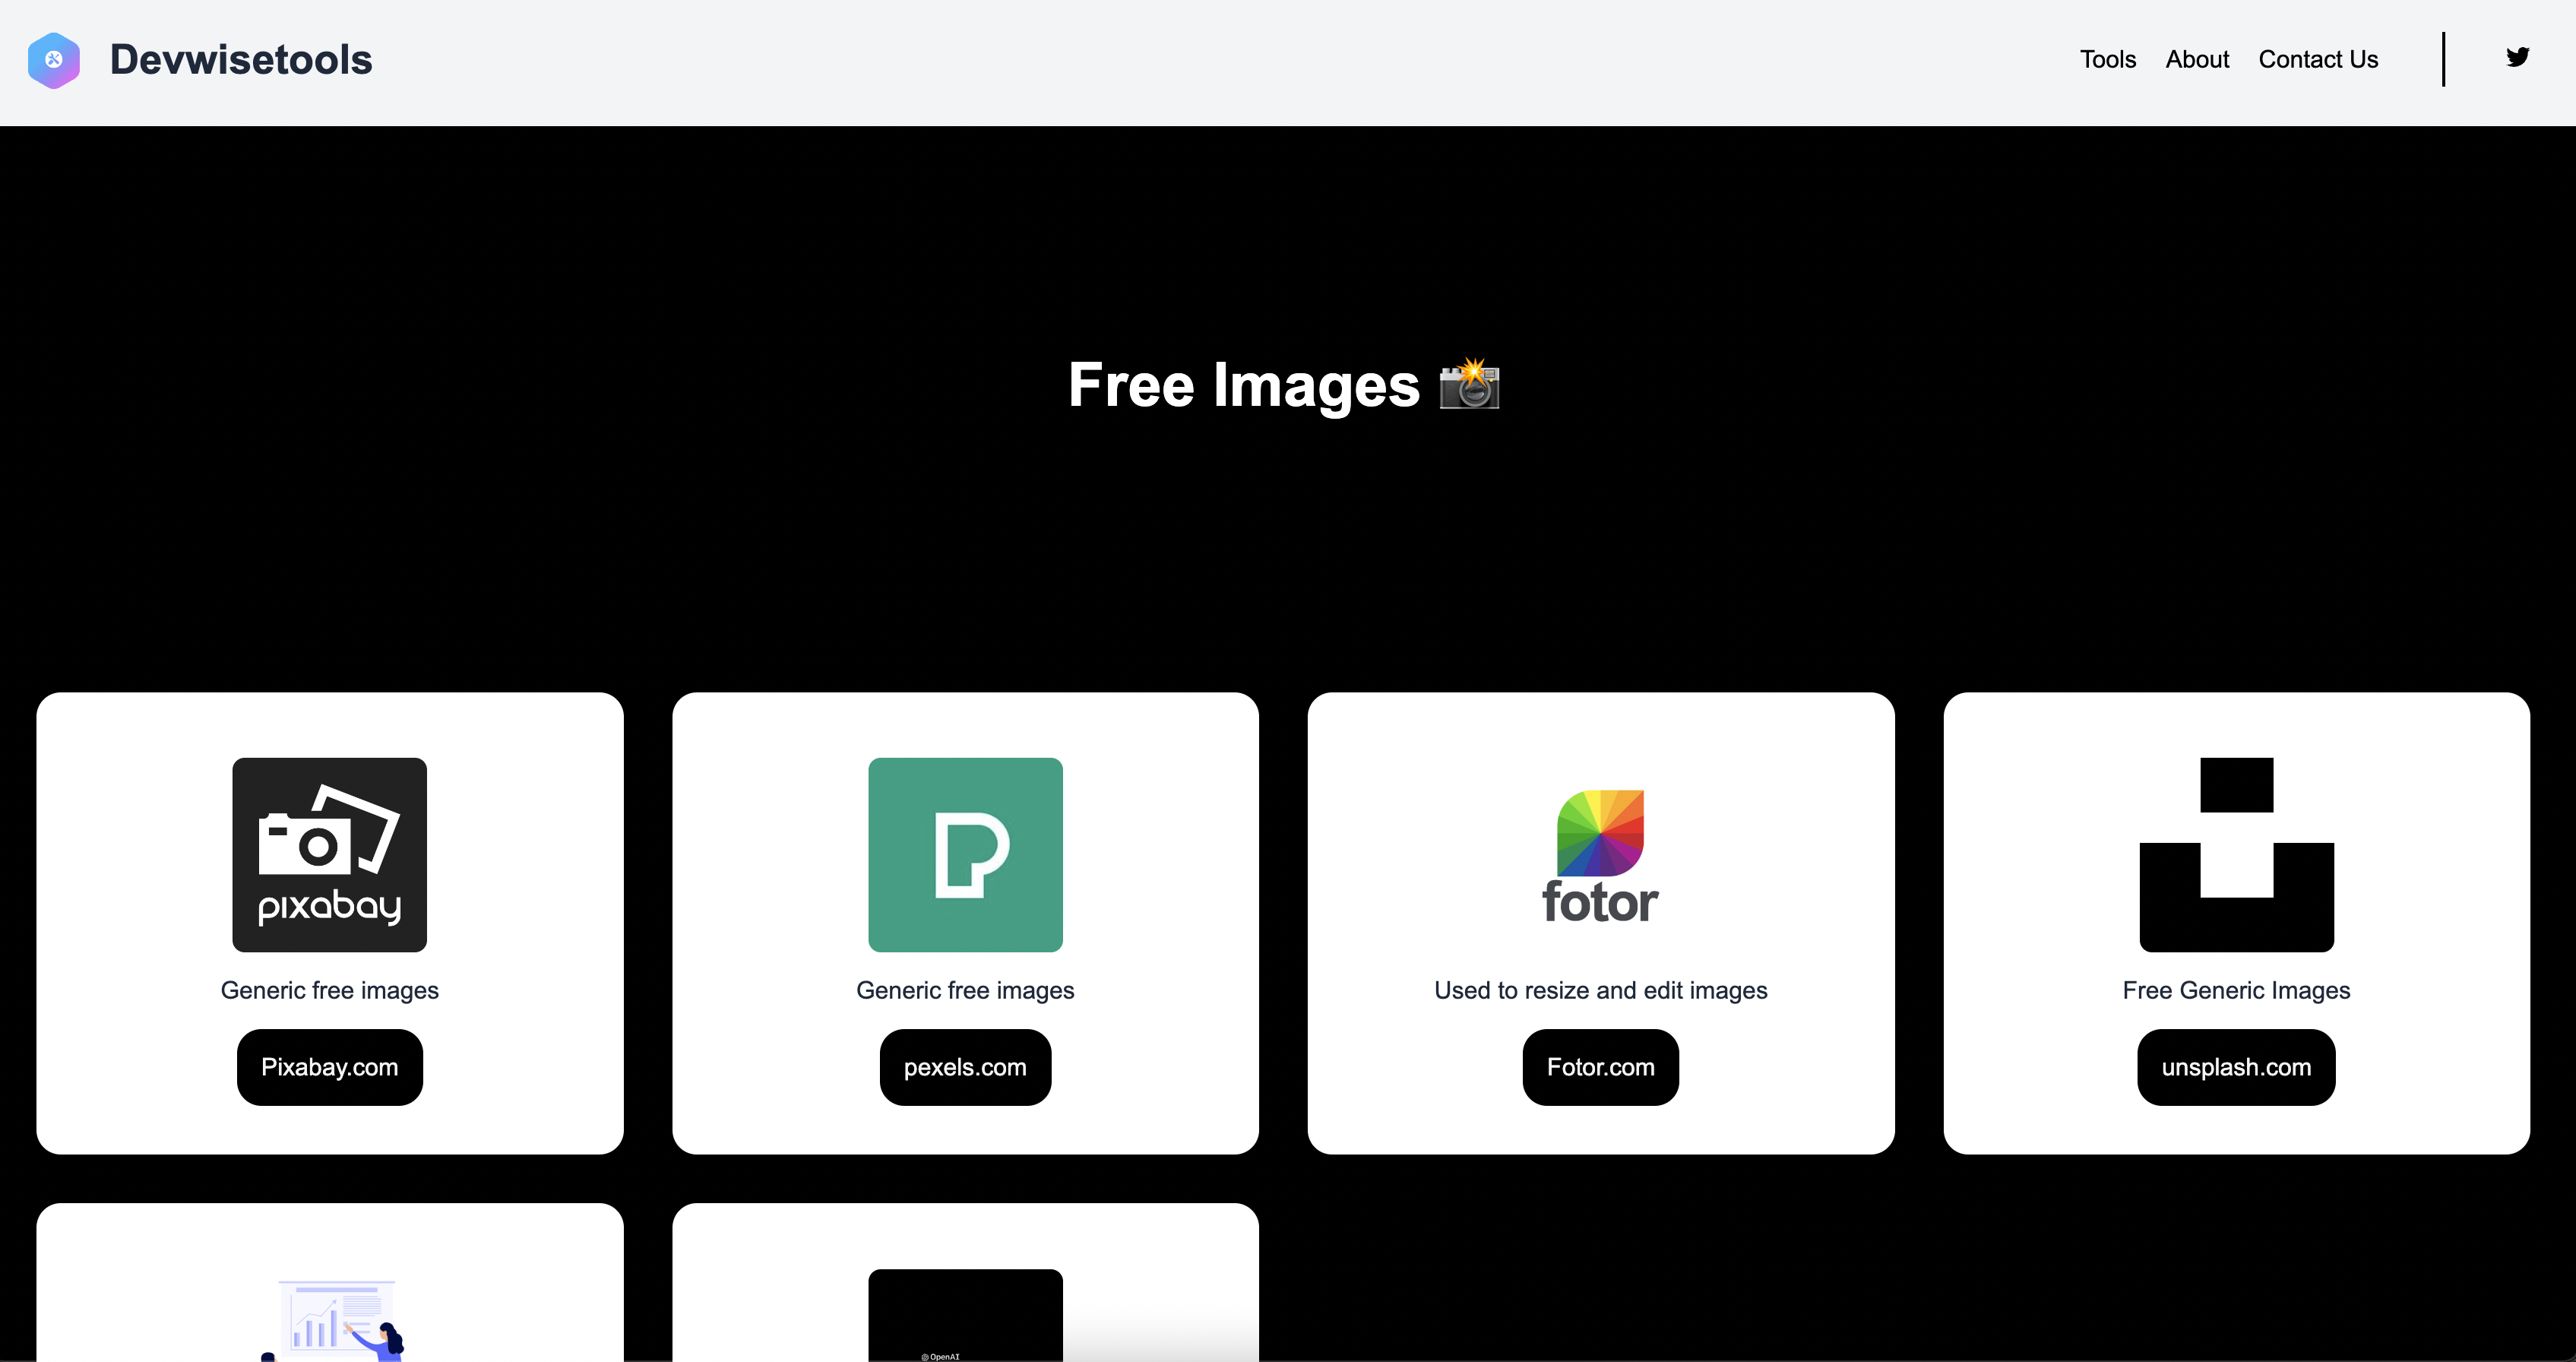 Devwisetools
Tools About Contact Us
Free Images 📸
pixabay
fotor
Generic free images
Generic free images
Used to resize and edit images
Free Generic Images
Pixabay.com
pexels.com
Fotor.com
unsplash.com
OpenAI